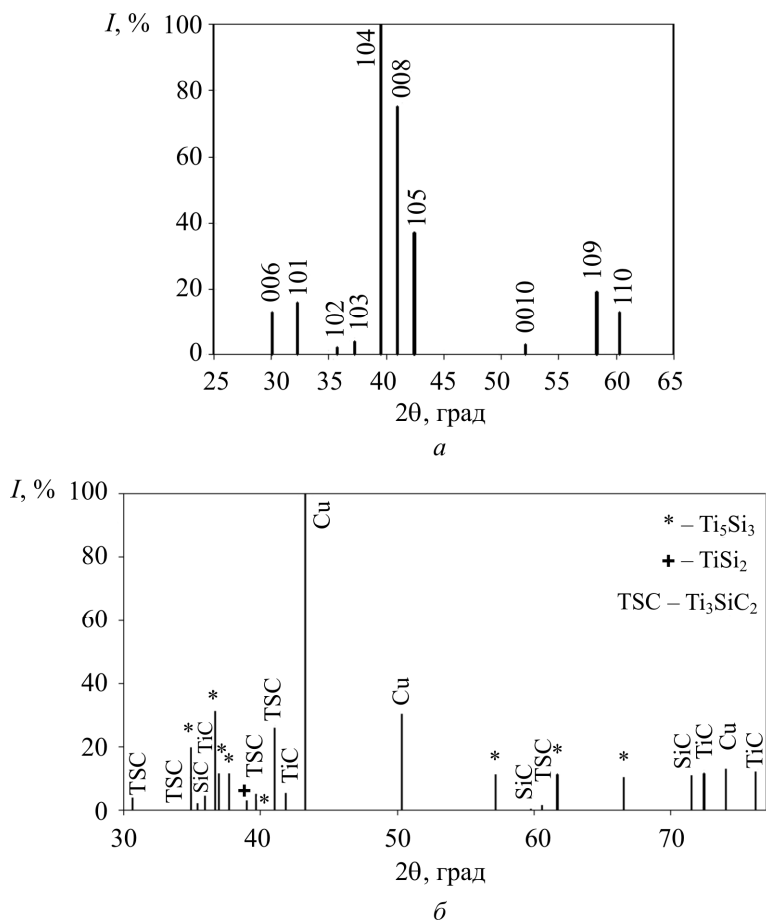 I, %
100
80
60
40
20
0
006
101
102
103
104
008
105
0010
109
110
25 30 35 40 45 50 55 60 65
2θ, град
а
I, %
100
80
60
40
20
0
TSC
TSC
*
SiC
TiC
*
*
*
+
TSC
*
TSC
TiC
Cu
Cu
*
SiC
TSC
*
*
SiC
TiC
Cu
TiC
* – Ti₅Si₃
+ – TiSi₂
TSC – Ti₃SiC₂
30 40 50 60 70
2θ, град
б